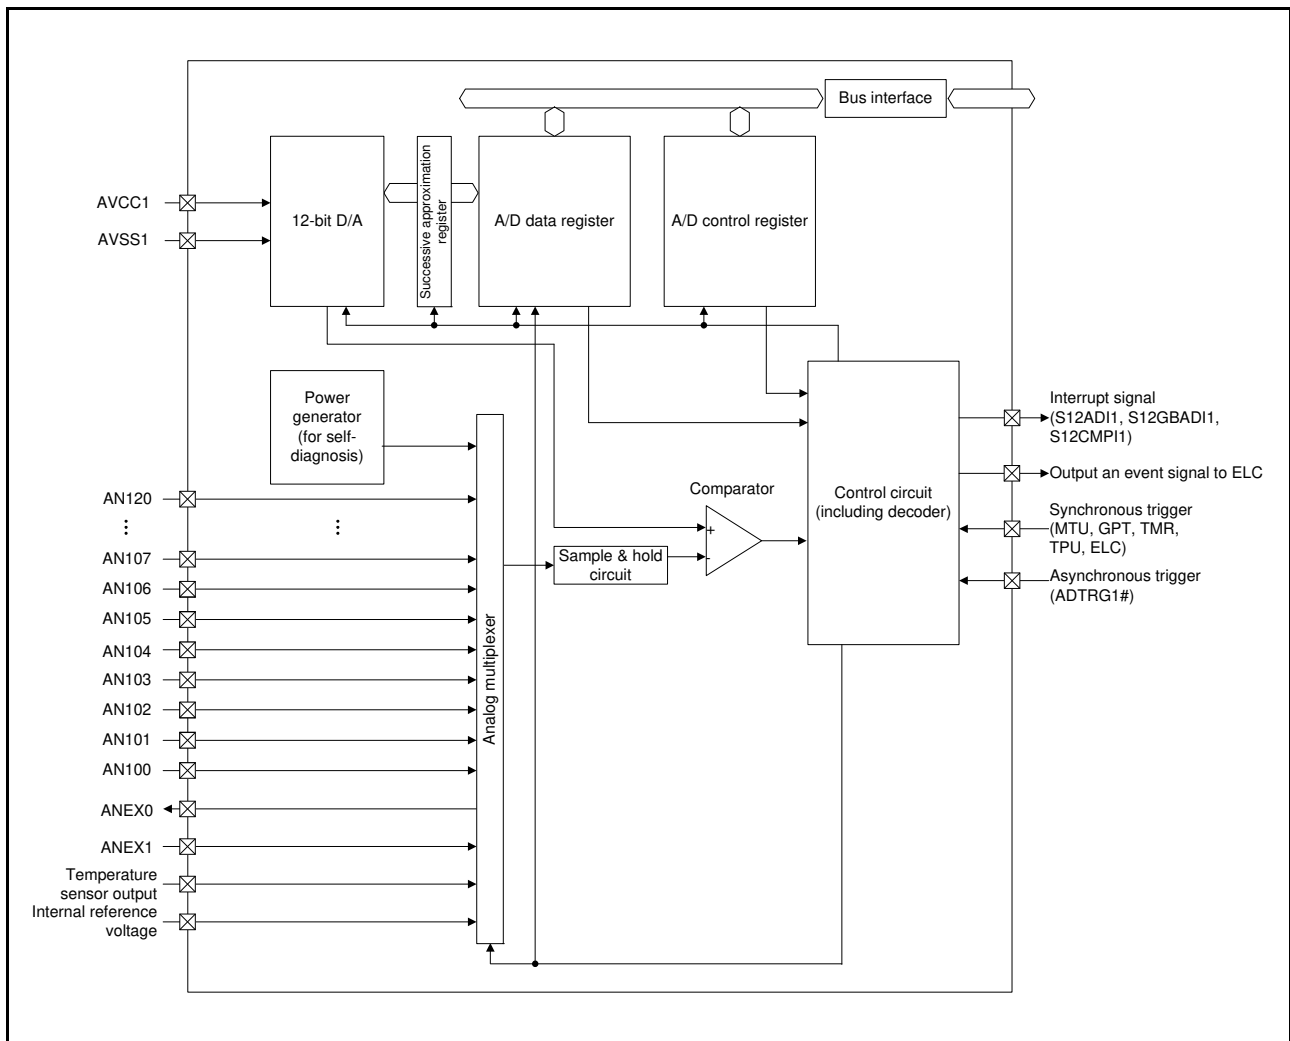 Bus interface
AVCC1
AVSS1
12-bit D/A
Successive approximation
register
A/D data register
A/D control register
Power
generator
(for self-
diagnosis)
AN120
⋮
⋮
AN107
AN106
AN105
AN104
AN103
AN102
AN101
AN100
ANEX0
ANEX1
Temperature
sensor output
Internal reference
voltage
Analog multiplexer
Sample & hold
circuit
Comparator
+
-
Control circuit
(including decoder)
Interrupt signal
(S12ADI1, S12GBADI1,
S12CMPI1)
Output an event signal to ELC
Synchronous trigger
(MTU, GPT, TMR,
TPU, ELC)
Asynchronous trigger
(ADTRG1#)